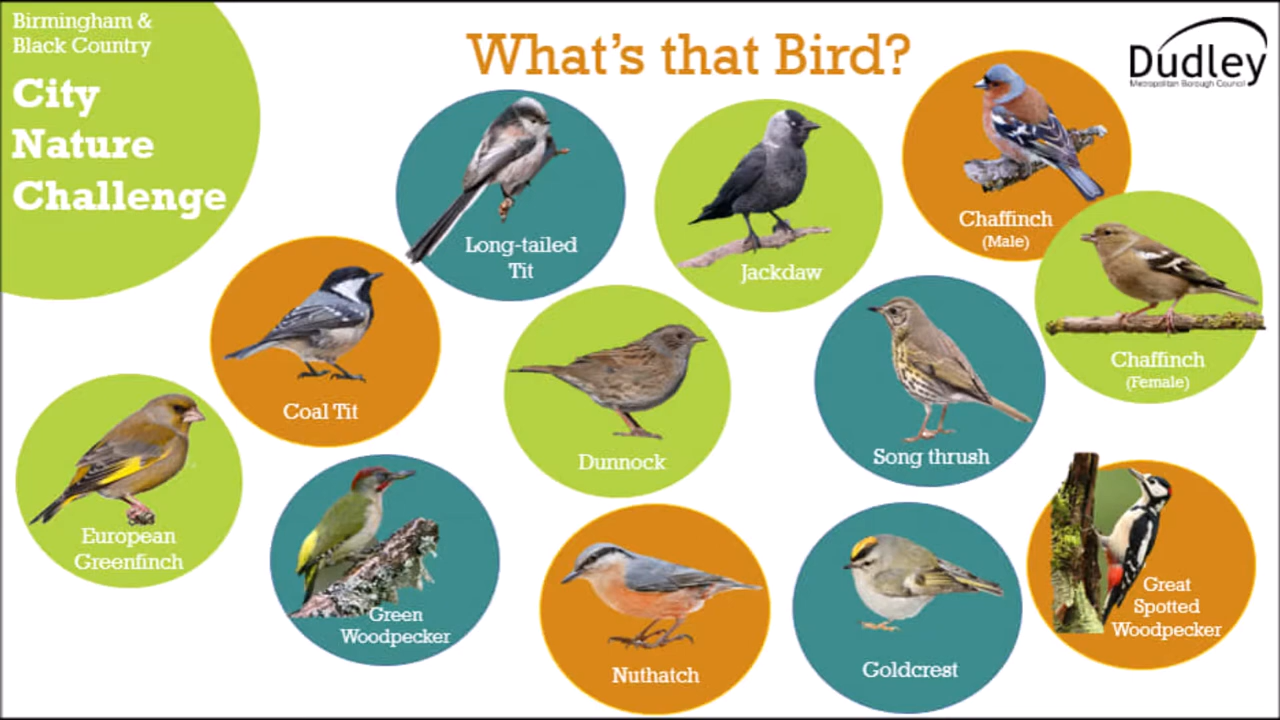 Birmingham &
Black Country
City
Nature
Challenge
What's that Bird?
Dudley
Metropolitan Borough Council
Long-tailed
Tit
Jackdaw
Chaffinch
(Male)
Chaffinch
(Female)
Coal Tit
Dunnock
Song thrush
European
Greenfinch
Green
Woodpecker
Nuthatch
Goldcrest
Great
Spotted
Woodpecker